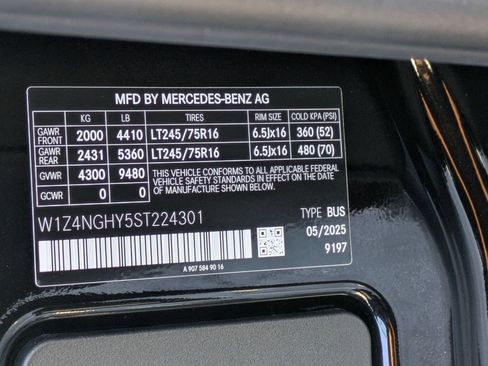 MFD BY MERCEDES-BENZ AG
KG LB TIRES RIM SIZE COLD KPA (PSI)
GAWR FRONT 2000 4410 LT245/75R16 6.5Jx16 360 (52)
GAWR REAR 2431 5360 LT245/75R16 6.5Jx16 480 (70)
GVWR 4300 9480 THIS VEHICLE CONFORMS TO ALL APPLICABLE FEDERAL
VEHICLE SAFETY STANDARDS IN EFFECT ON THE DATE
GCWR 0 0 OF MANUFACTURE SHOWN BELOW.
W1Z4NGHY5ST224301
TYPE BUS
05/2025
9197
A 907 584 90 16